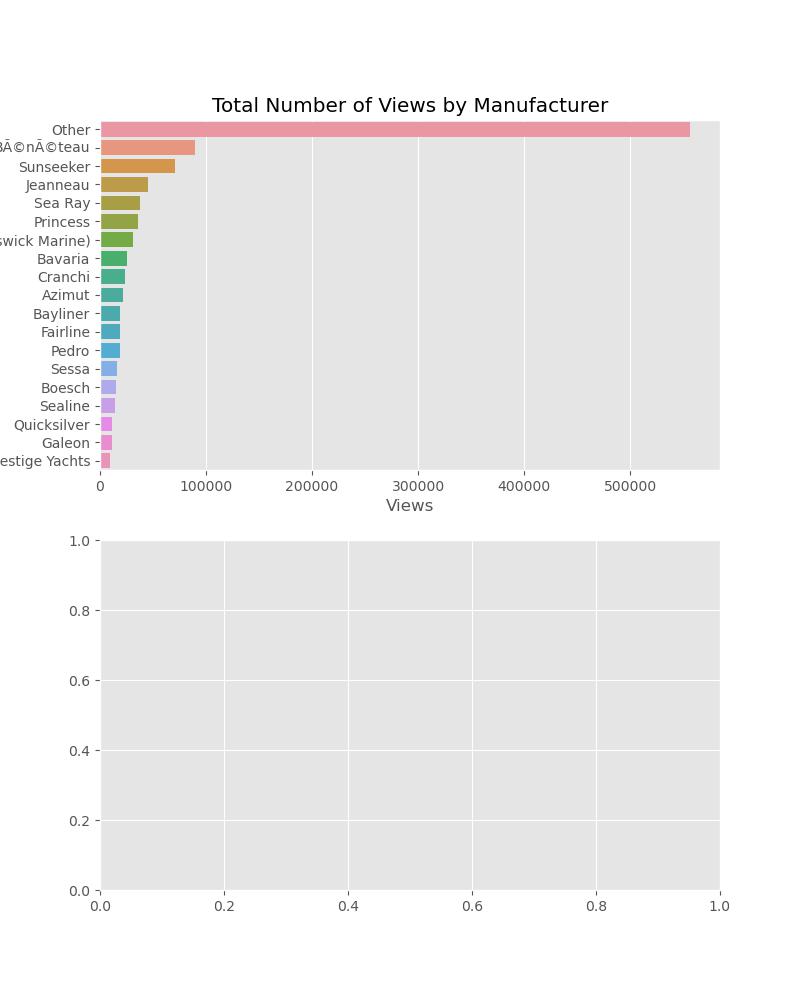 Total Number of Views by Manufacturer
Other
BÃ©nÃ©teau
Sunseeker
Jeanneau
Sea Ray
Princess
swick Marine)
Bavaria
Cranchi
Azimut
Bayliner
Fairline
Pedro
Sessa
Boesch
Sealine
Quicksilver
Galeon
estige Yachts
0 100000 200000 300000 400000 500000
Views
1.0
0.8
0.6
0.4
0.2
0.0
0.0 0.2 0.4 0.6 0.8 1.0